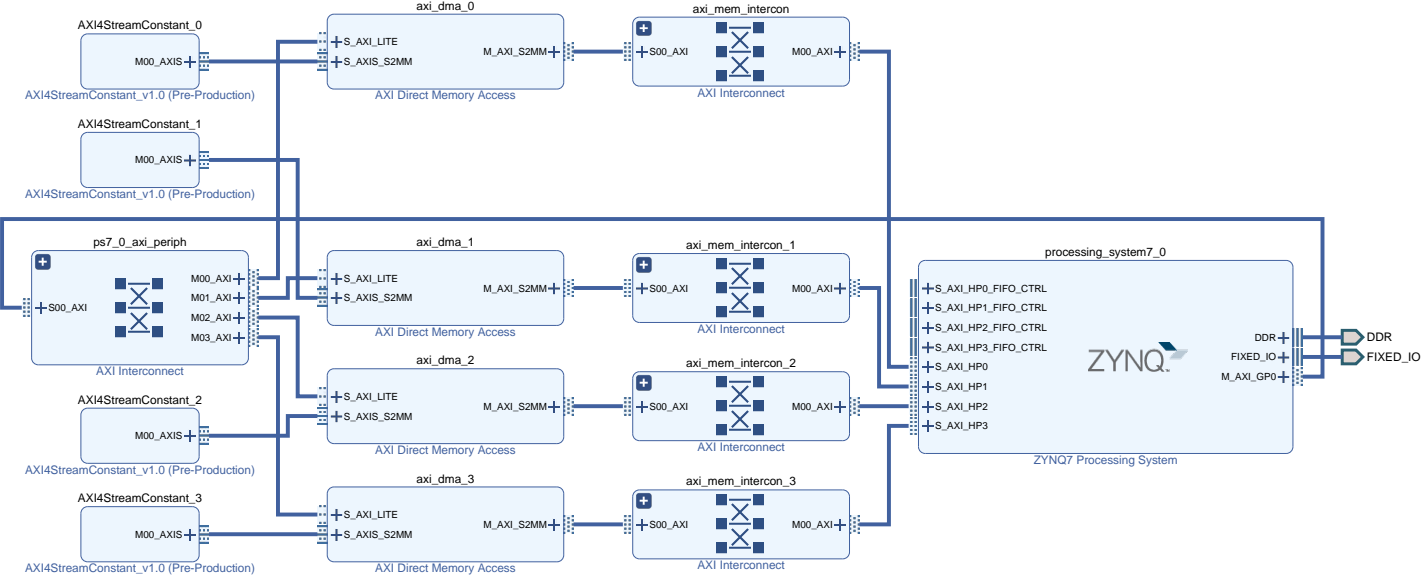 AXI4StreamConstant_0
M00_AXIS
AXI4StreamConstant_v1.0 (Pre-Production)
axi_dma_0
S_AXI_LITE
S_AXIS_S2MM
M_AXI_S2MM
AXI Direct Memory Access
axi_mem_intercon
S00_AXI
M00_AXI
AXI Interconnect
AXI4StreamConstant_1
M00_AXIS
AXI4StreamConstant_v1.0 (Pre-Production)
ps7_0_axi_periph
S00_AXI
M00_AXI
M01_AXI
M02_AXI
M03_AXI
AXI Interconnect
axi_dma_1
S_AXI_LITE
S_AXIS_S2MM
M_AXI_S2MM
AXI Direct Memory Access
axi_mem_intercon_1
S00_AXI
M00_AXI
AXI Interconnect
processing_system7_0
S_AXI_HP0_FIFO_CTRL
S_AXI_HP1_FIFO_CTRL
S_AXI_HP2_FIFO_CTRL
S_AXI_HP3_FIFO_CTRL
S_AXI_HP0
S_AXI_HP1
S_AXI_HP2
S_AXI_HP3
ZYNQ
DDR
FIXED_IO
M_AXI_GP0
ZYNQ7 Processing System
DDR
FIXED_IO
axi_dma_2
S_AXI_LITE
S_AXIS_S2MM
M_AXI_S2MM
AXI Direct Memory Access
axi_mem_intercon_2
S00_AXI
M00_AXI
AXI Interconnect
AXI4StreamConstant_2
M00_AXIS
AXI4StreamConstant_v1.0 (Pre-Production)
AXI4StreamConstant_3
M00_AXIS
AXI4StreamConstant_v1.0 (Pre-Production)
axi_dma_3
S_AXI_LITE
S_AXIS_S2MM
M_AXI_S2MM
AXI Direct Memory Access
axi_mem_intercon_3
S00_AXI
M00_AXI
AXI Interconnect